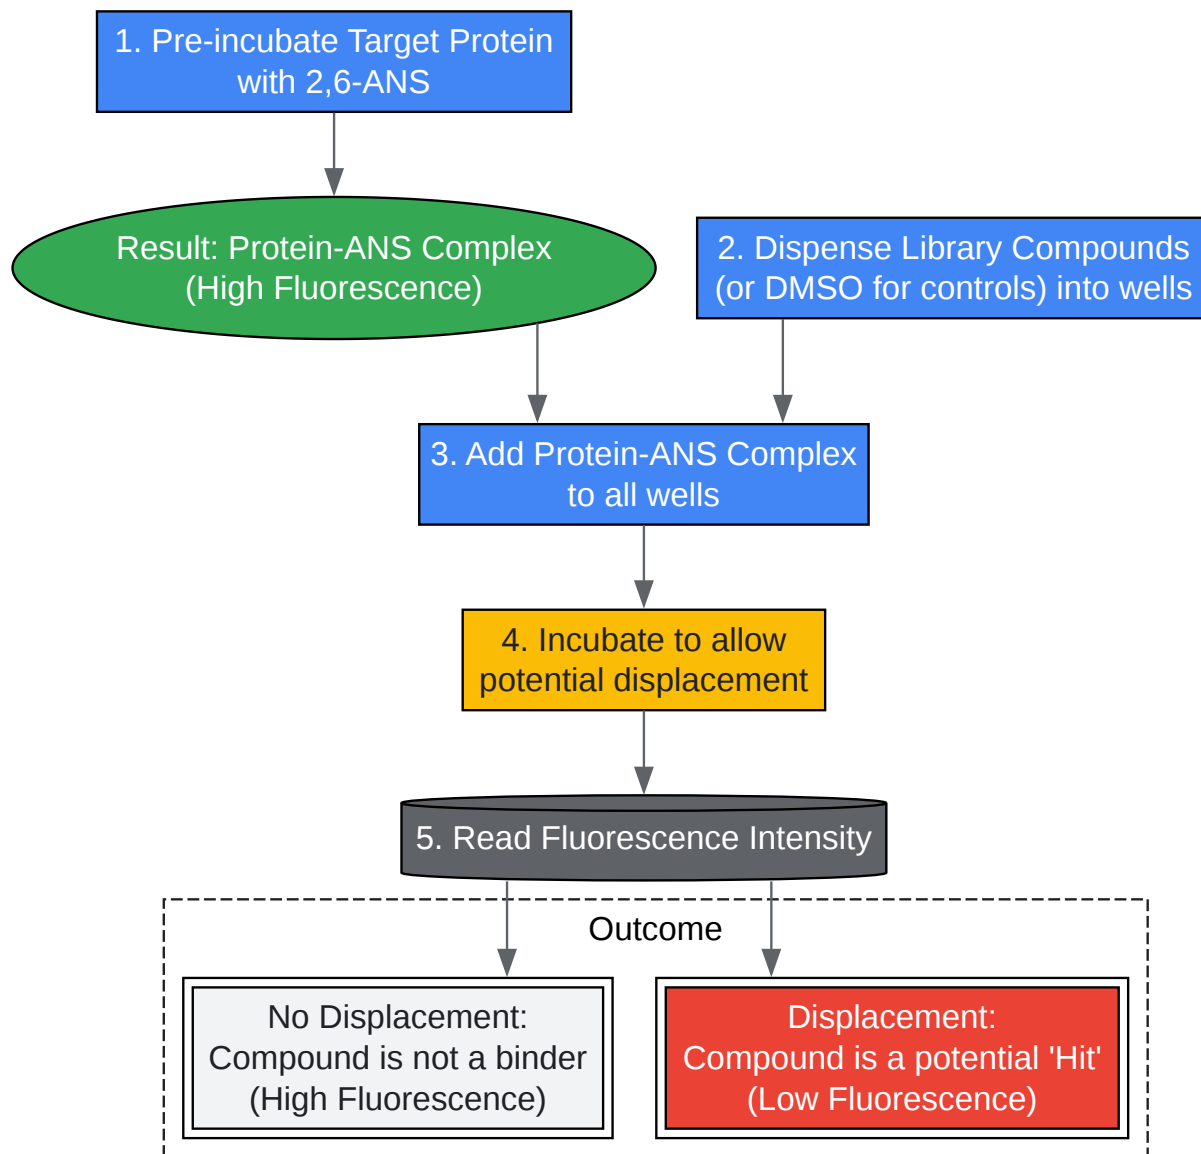 1. Pre-incubate Target Protein
with 2,6-ANS
Result: Protein-ANS Complex
(High Fluorescence)
2. Dispense Library Compounds
(or DMSO for controls) into wells
3. Add Protein-ANS Complex
to all wells
4. Incubate to allow
potential displacement
5. Read Fluorescence Intensity
Outcome
No Displacement:
Compound is not a binder
(High Fluorescence)
Displacement:
Compound is a potential 'Hit'
(Low Fluorescence)